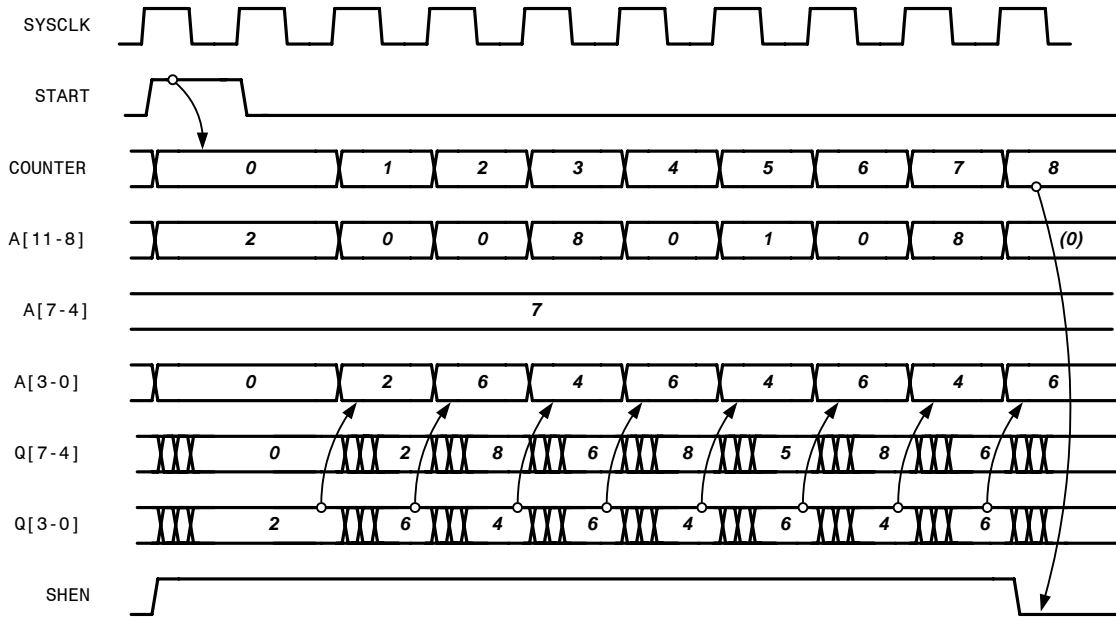 SYSCLK
START
COUNTER 0 1 2 3 4 5 6 7 8
A[11-8] 2 0 0 8 0 1 0 8 (0)
A[7-4] 7
A[3-0] 0 2 6 4 6 4 6 4 6
Q[7-4] 0 2 8 6 8 5 8 6
Q[3-0] 2 6 4 6 4 6 4 6
SHEN